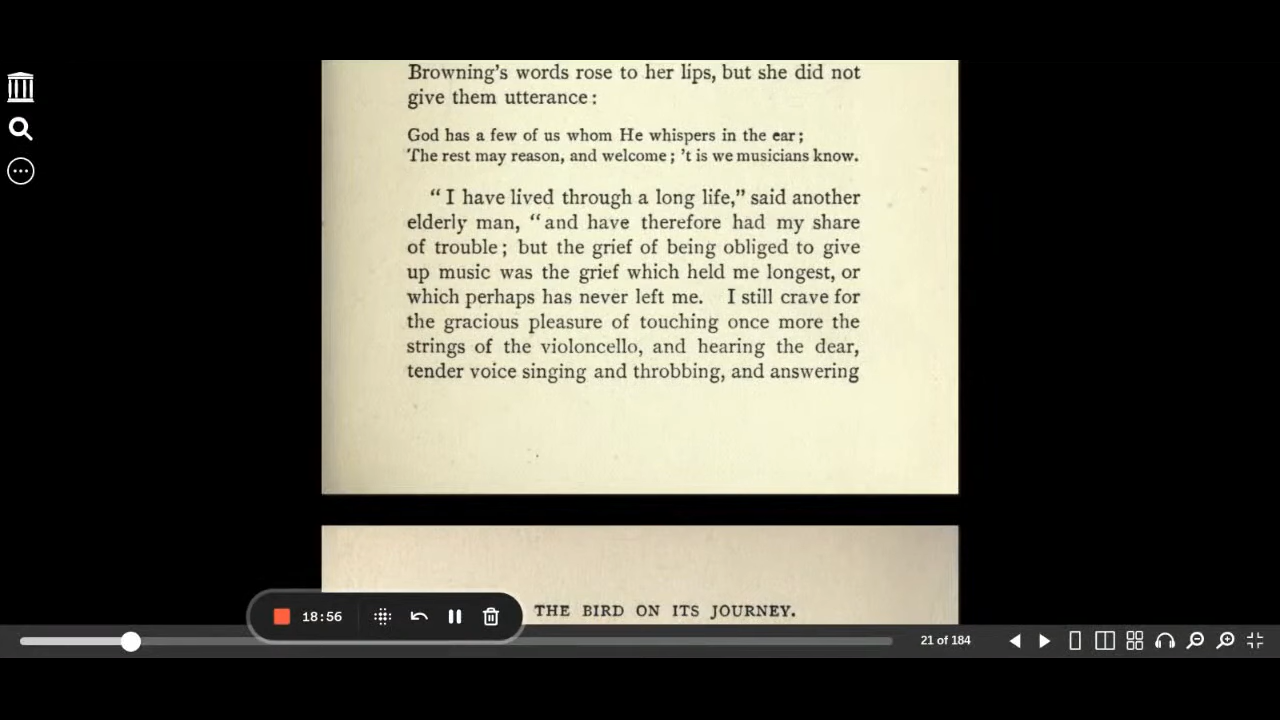 Browning's words rose to her lips, but she did not
give them utterance :
God has a few of us whom He whispers in the ear ;
The rest may reason, and welcome ; 't is we musicians know.
“ I have lived through a long life,” said another
elderly man, “ and have therefore had my share
of trouble ; but the grief of being obliged to give
up music was the grief which held me longest, or
which perhaps has never left me. I still crave for
the gracious pleasure of touching once more the
strings of the violoncello, and hearing the dear,
tender voice singing and throbbing, and answering
THE BIRD ON ITS JOURNEY.
18:56
21 of 184